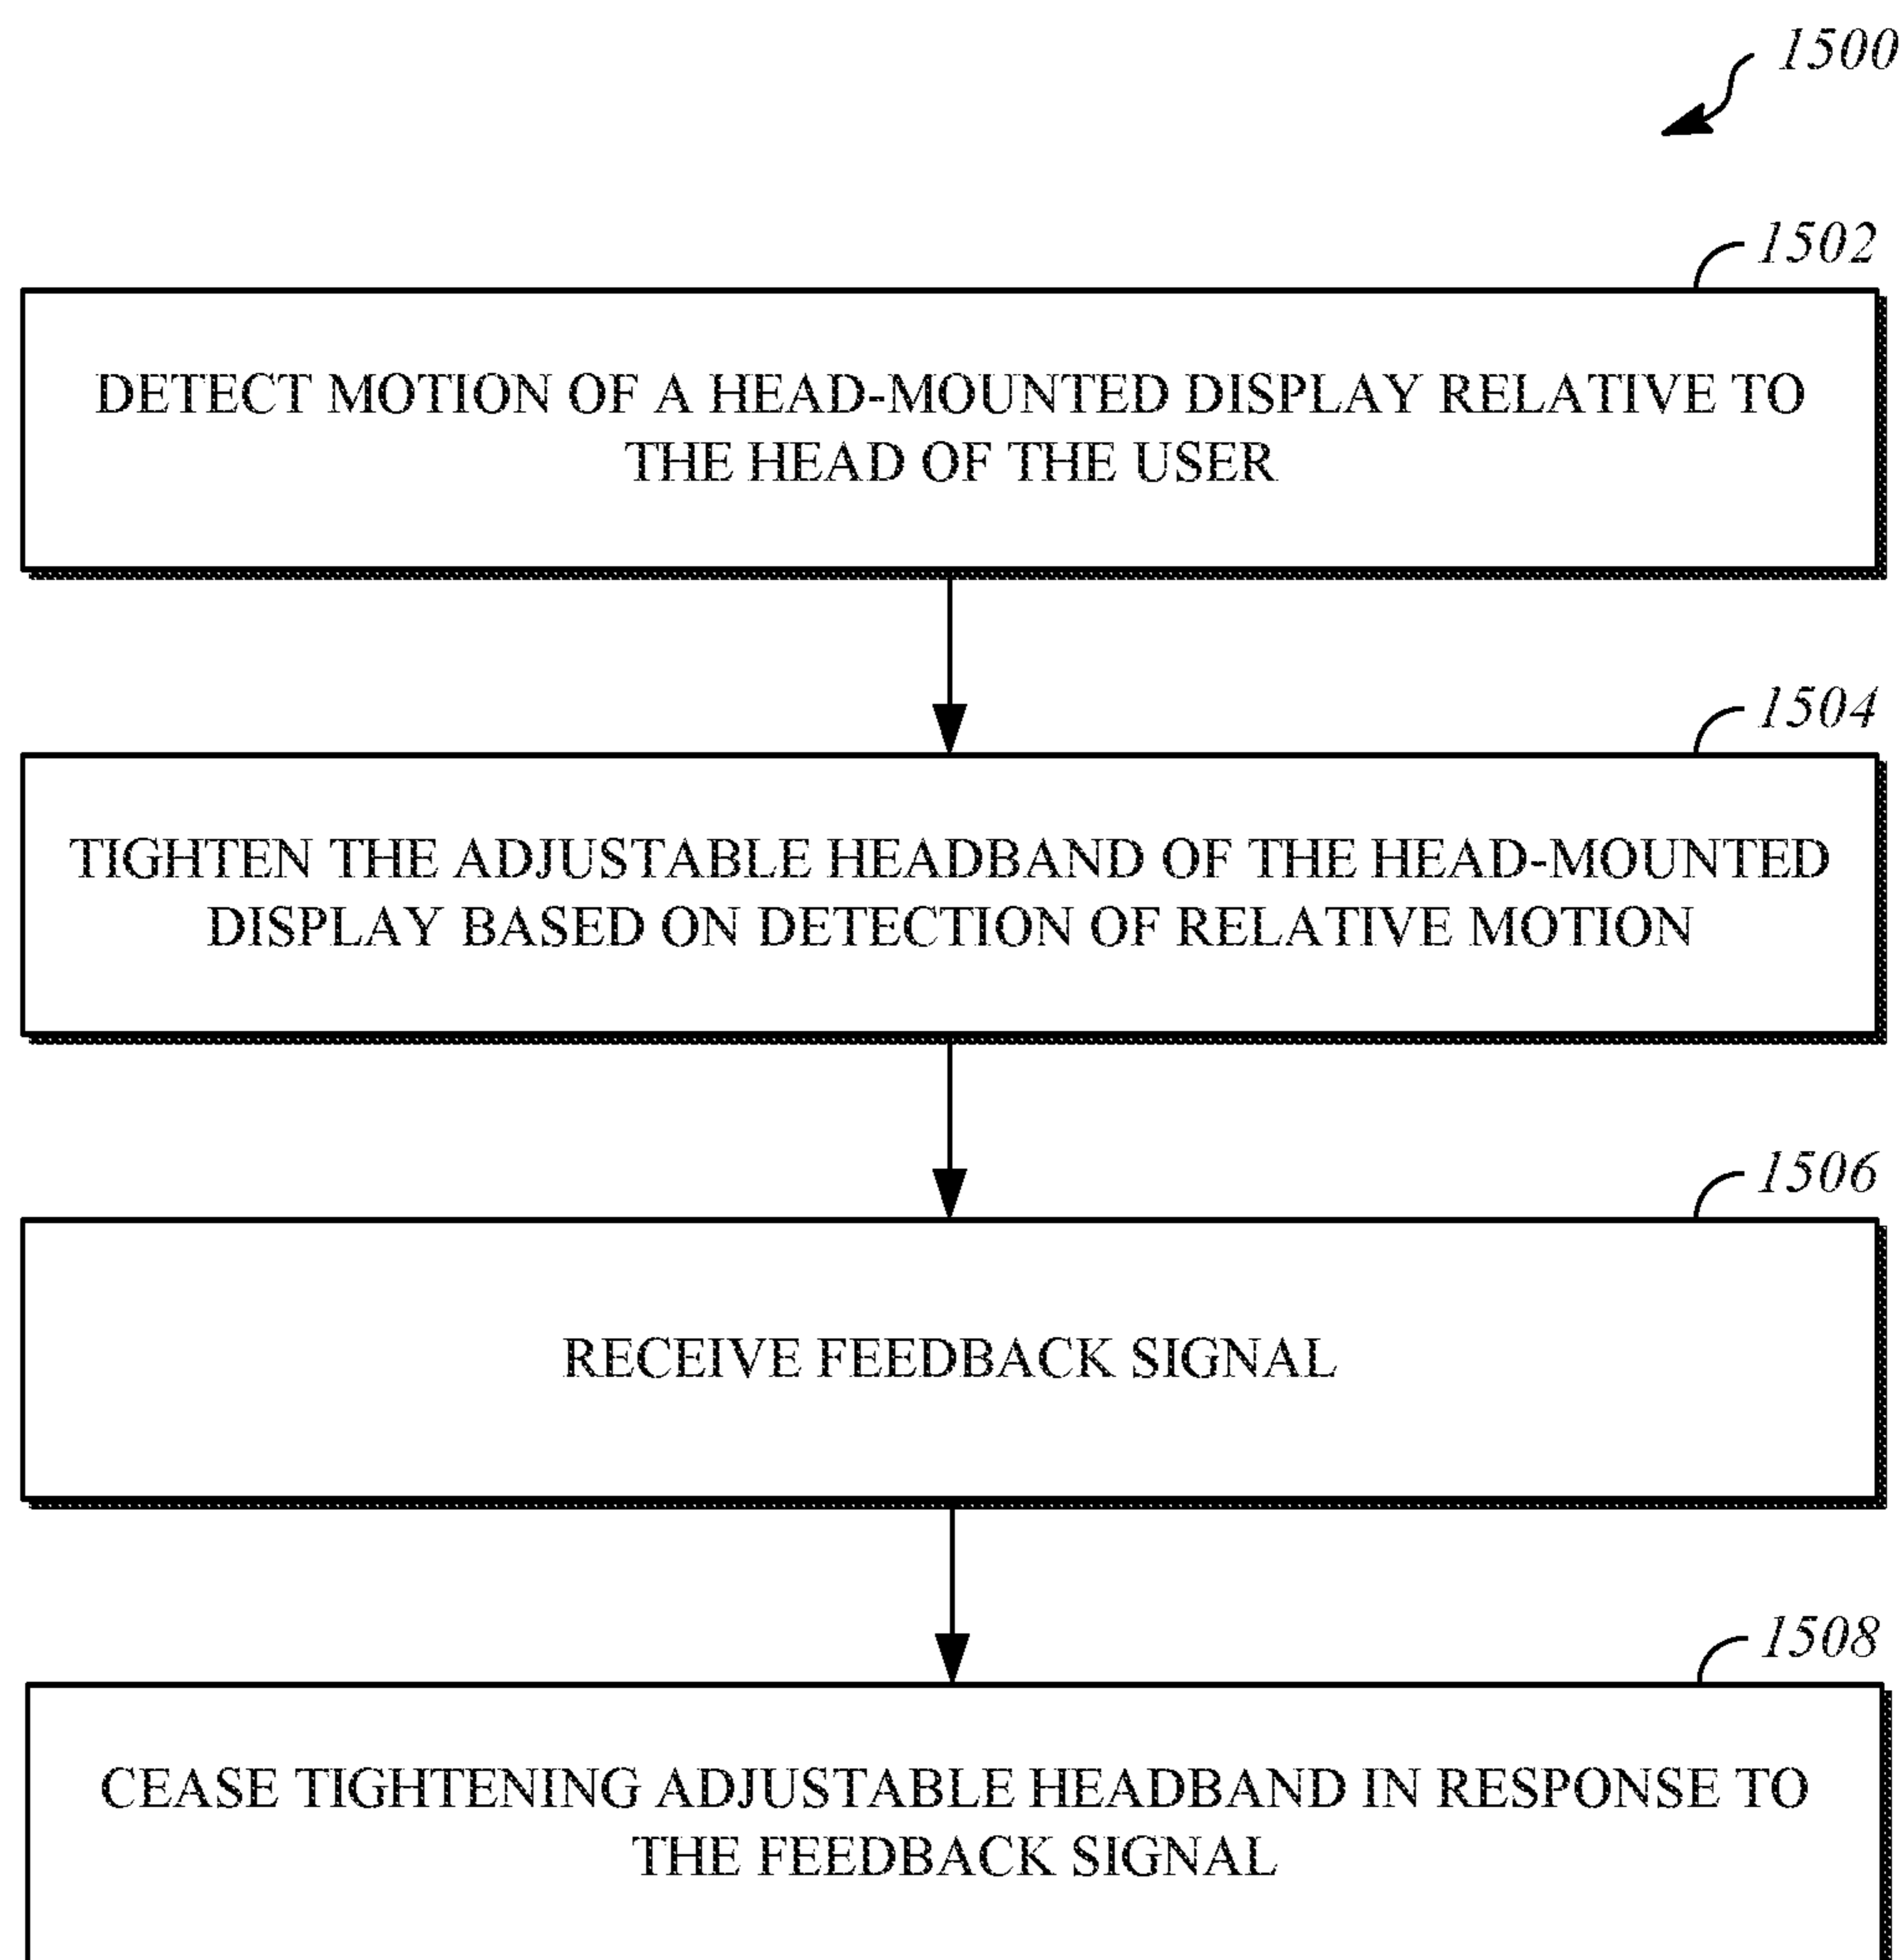 1500
1502
DETECT MOTION OF A HEAD-MOUNTED DISPLAY RELATIVE TO
THE HEAD OF THE USER
1504
TIGHTEN THE ADJUSTABLE HEADBAND OF THE HEAD-MOUNTED
DISPLAY BASED ON DETECTION OF RELATIVE MOTION
1506
RECEIVE FEEDBACK SIGNAL
1508
CEASE TIGHTENING ADJUSTABLE HEADBAND IN RESPONSE TO
THE FEEDBACK SIGNAL